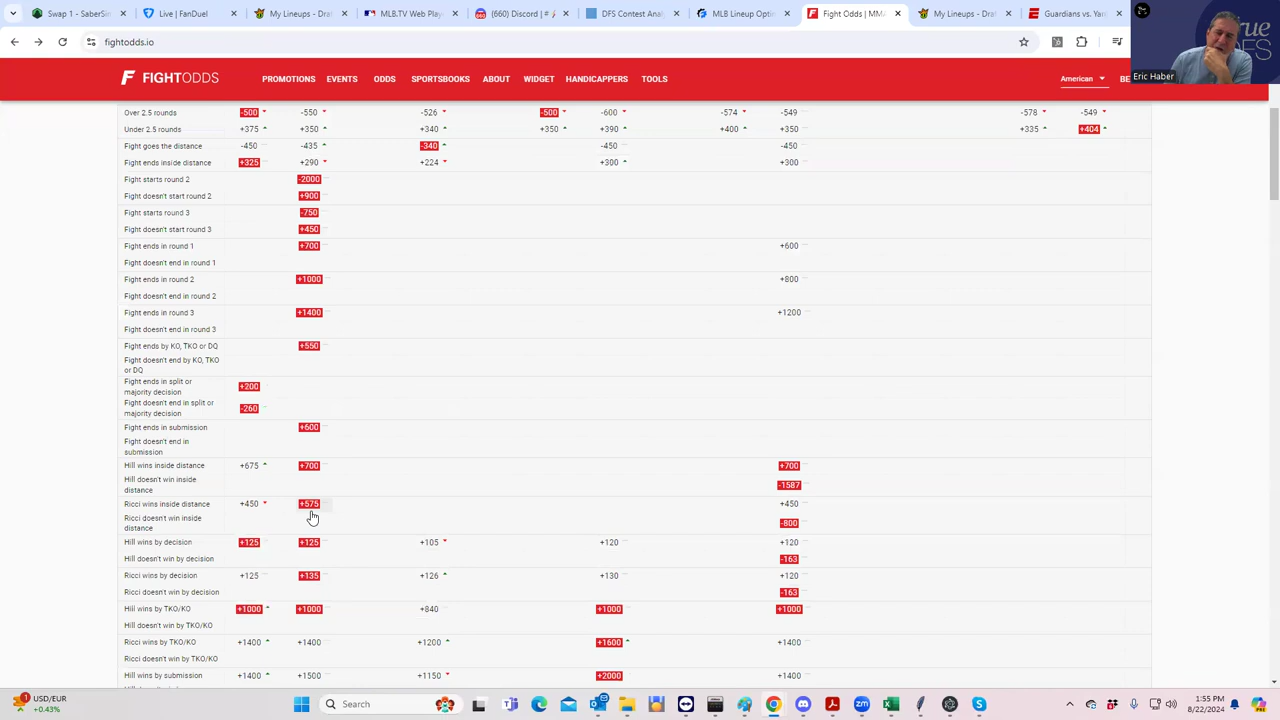 Swap 1 - SaberSim
FanDuel
My Lineups - Draf
MLB.TV Web Playe
(660) Discord | #
DFS Contest Analy
MLB Lineup Optim
Fight Odds | MMA
My Lineups - Draf
Guardians vs. Yan
fightodds.io
FIGHTODDS
PROMOTIONS EVENTS ODDS SPORTSBOOKS ABOUT WIDGET HANDICAPPERS TOOLS
American
BE
Eric Haber
Over 2.5 rounds -500 -550 -526 -500 -600 -574 -549 -578 -549
Under 2.5 rounds +375 +350 +340 +350 +390 +400 +350 +335 +404
Fight goes the distance -450 -435 -340 -450 -450
Fight ends inside distance +325 +290 +224 +300 +300
Fight starts round 2 -2000
Fight doesn't start round 2 +900
Fight starts round 3 -750
Fight doesn't start round 3 +450
Fight ends in round 1 +700 +600
Fight doesn't end in round 1
Fight ends in round 2 +1000 +800
Fight doesn't end in round 2
Fight ends in round 3 +1400 +1200
Fight doesn't end in round 3
Fight ends by KO, TKO or DQ +550
Fight doesn't end by KO, TKO
or DQ
Fight ends in split or
majority decision +200
Fight doesn't end in split or
majority decision -260
Fight ends in submission +600
Fight doesn't end in
submission
Hill wins inside distance +675 +700 +700
Hill doesn't win inside
distance -1587
Ricci wins inside distance +450 +575 +450
Ricci doesn't win inside
distance -800
Hill wins by decision +125 +125 +105 +120 +120
Hill doesn't win by decision -163
Ricci wins by decision +125 +135 +126 +130 +120
Ricci doesn't win by decision -163
Hill wins by TKO/KO +1000 +1000 +840 +1000 +1000
Hill doesn't win by TKO/KO
Ricci wins by TKO/KO +1400 +1400 +1200 +1600 +1400
Ricci doesn't win by TKO/KO
Hill wins by submission +1400 +1500 +1150 +2000 +1400
USD/EUR
+0.43%
Search
1:55 PM
8/22/2024